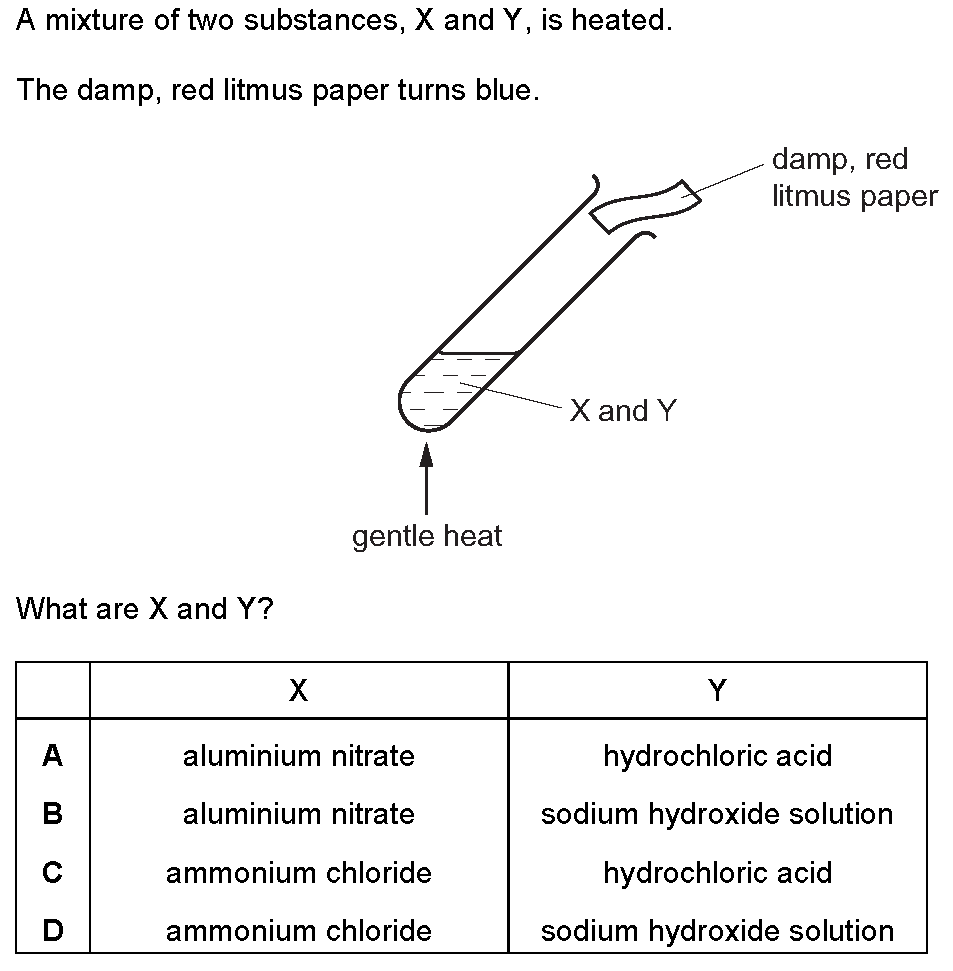 A mixture of two substances, X and Y, is heated.
The damp, red litmus paper turns blue.
damp, red
litmus paper
X and Y
gentle heat
What are X and Y?
X Y
A aluminium nitrate hydrochloric acid
B aluminium nitrate sodium hydroxide solution
C ammonium chloride hydrochloric acid
D ammonium chloride sodium hydroxide solution